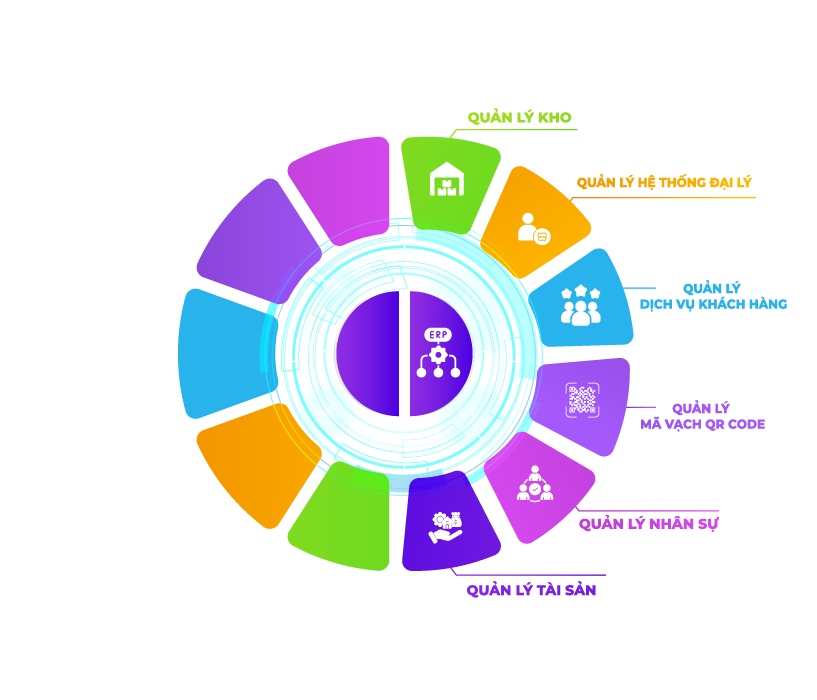 QUẢN LÝ KHO
QUẢN LÝ HỆ THỐNG ĐẠI LÝ
QUẢN LÝ
DỊCH VỤ KHÁCH HÀNG
ERP
QUẢN LÝ
MÃ VẠCH QR CODE
QUẢN LÝ NHÂN SỰ
QUẢN LÝ TÀI SẢN